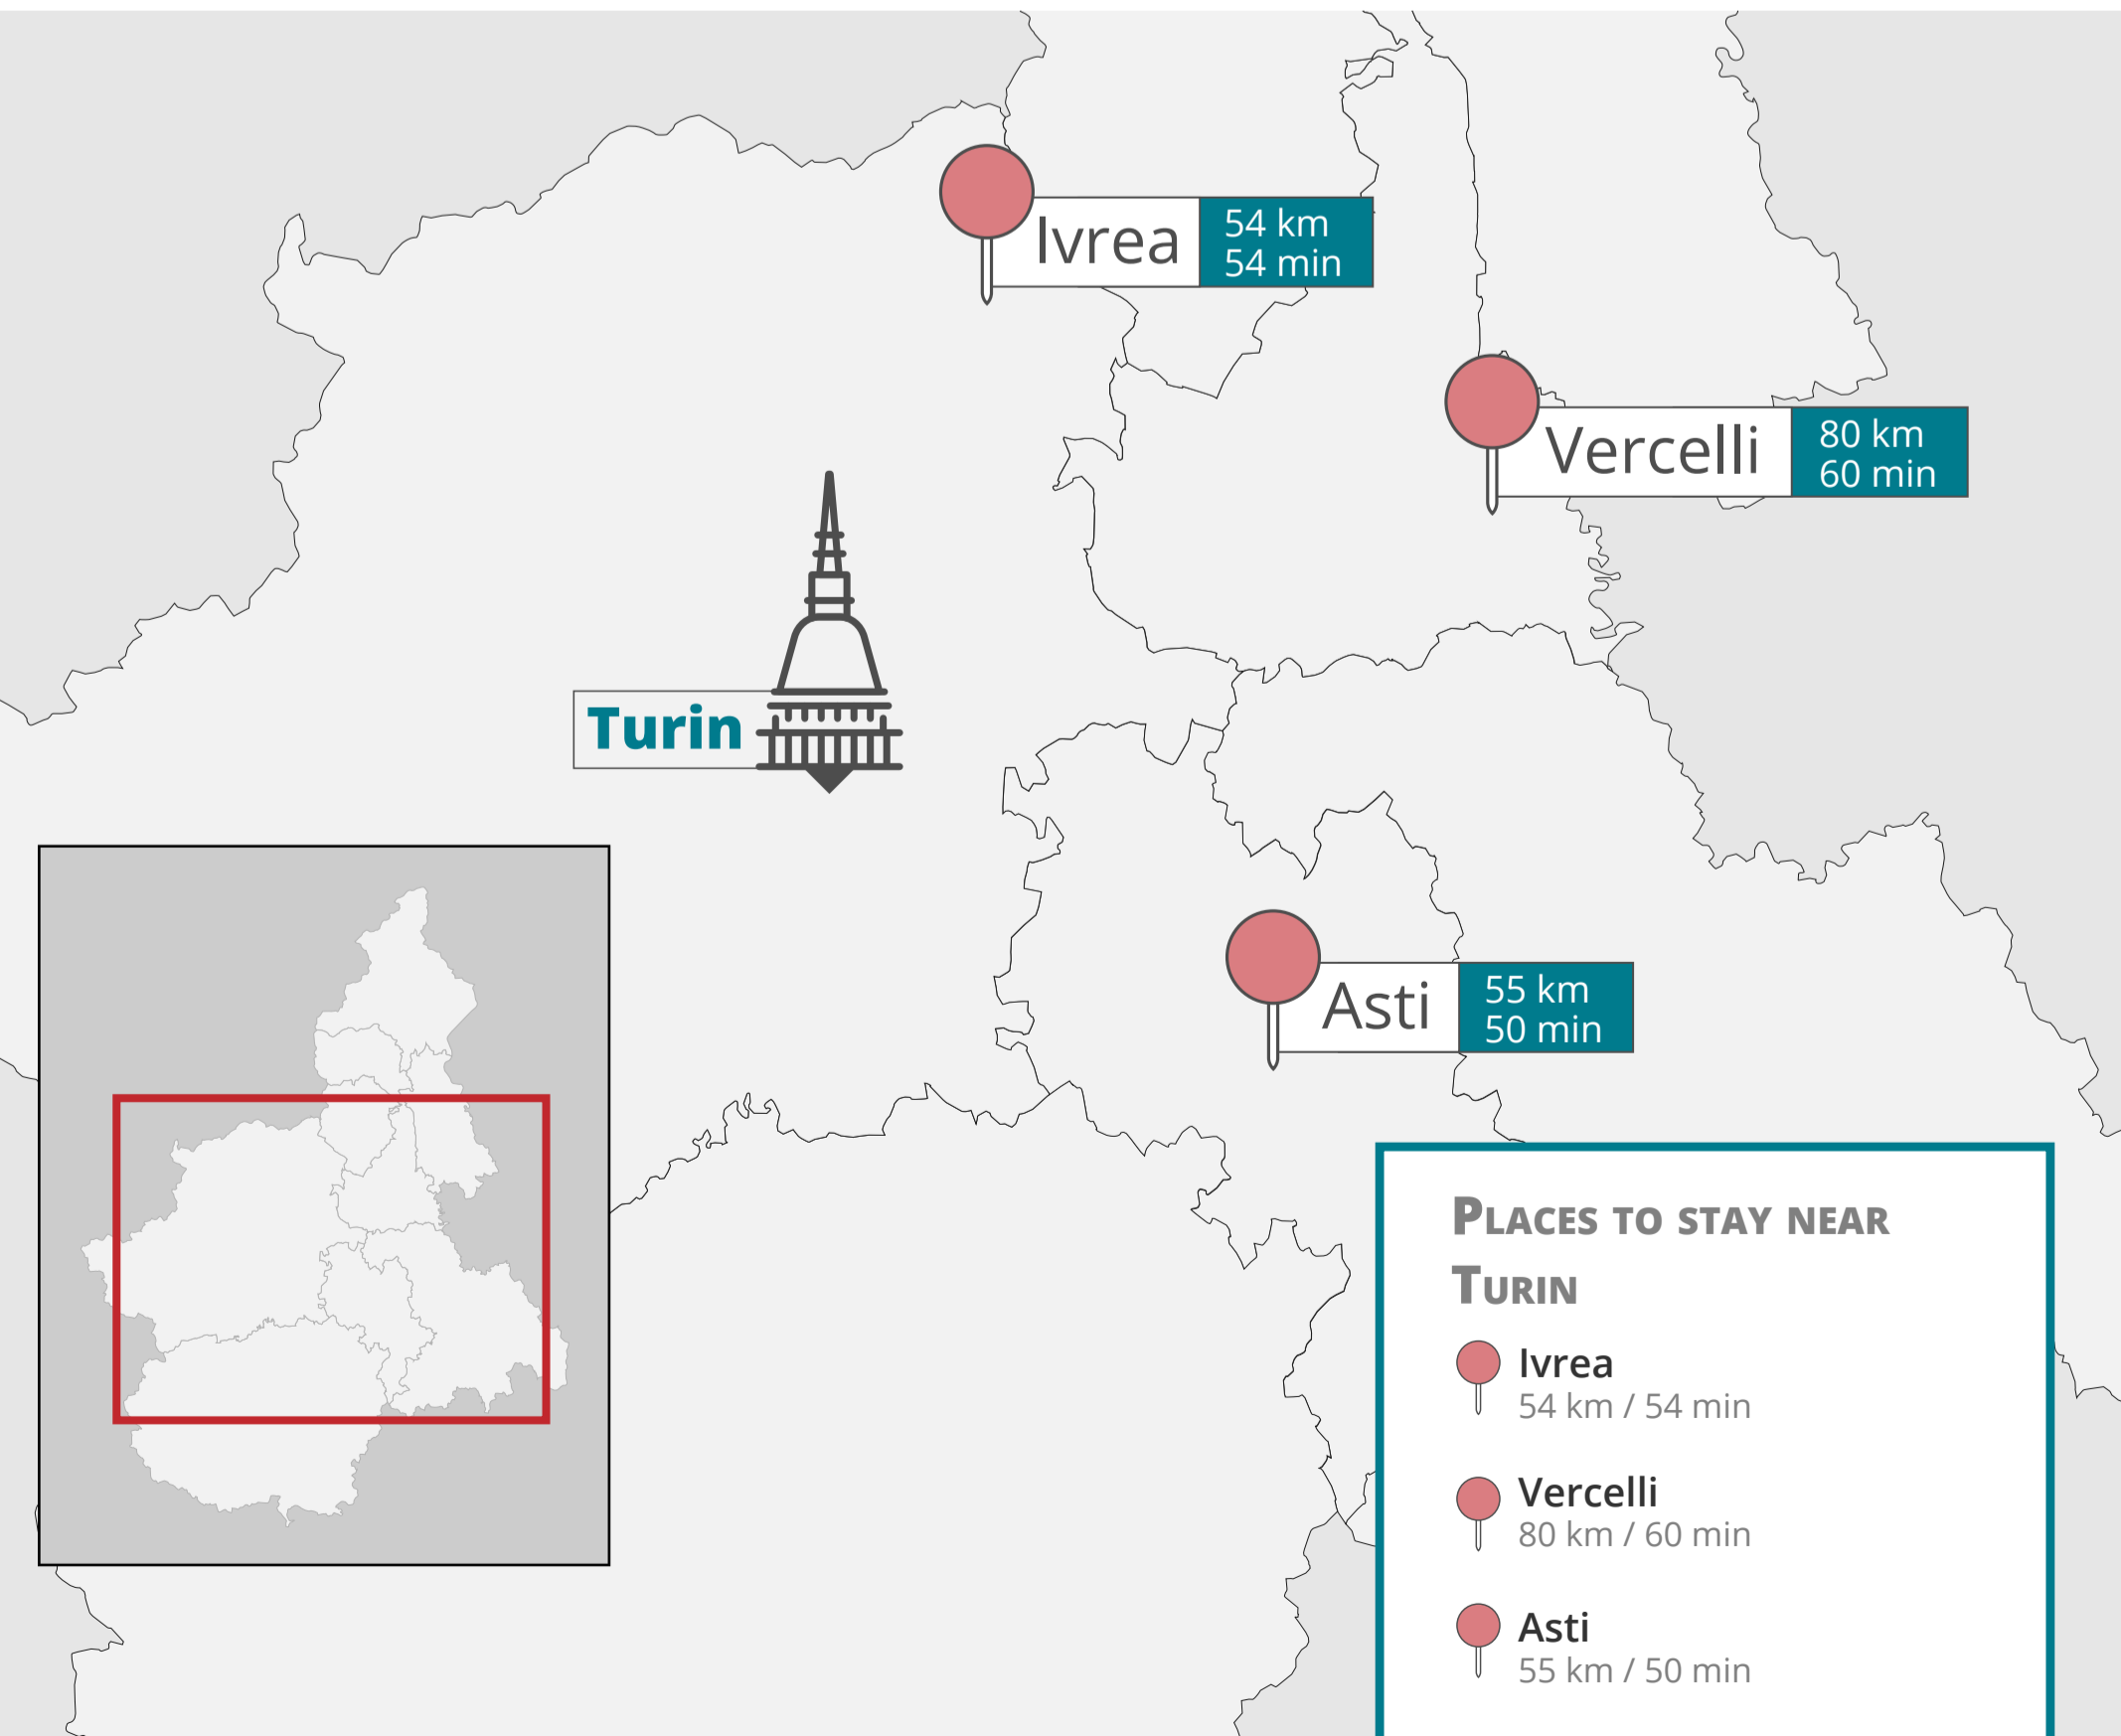 Ivrea
54 km
54 min
Vercelli
80 km
60 min
Turin
Asti
55 km
50 min
PLACES TO STAY NEAR
TURIN
Ivrea
54 km / 54 min
Vercelli
80 km / 60 min
Asti
55 km / 50 min